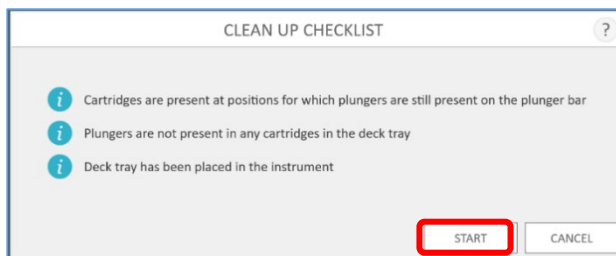 CLEAN UP CHECKLIST
?
i Cartridges are present at positions for which plungers are still present on the plunger bar
i Plungers are not present in any cartridges in the deck tray
i Deck tray has been placed in the instrument
START CANCEL